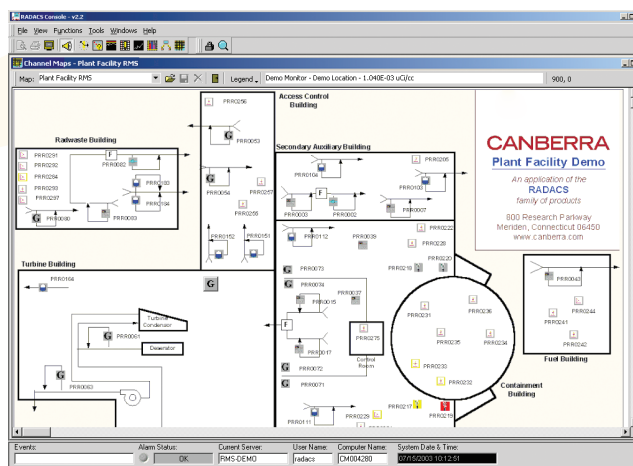 RADACS Console - v2.2
File View Functions Tools Windows Help
Channel Maps - Plant Facility RMS
Map: Plant Facility RMS Legend Demo Monitor - Demo Location - 1.040E-03 uCi/cc 900, 0
Access Control
Building
PRR0256
G
PRR0053
G
PRR0054
PRR0257
PRR0255
PRR0152
PRR0151
Radwaste Building
PRR0291
PRR0292
PRR0264
PRR0293
PRR0297
F
PRR0082
PRR0183
PRR0184
G
PRR0080
PRR0083
Secondary Auxiliary Building
PRR0205
PRR0104
PRR0103
F
PRR0003
PRR0002
PRR0007
CANBERRA
Plant Facility Demo
An application of the
RADACS
family of products
800 Research Parkway
Meriden, Connecticut 06450
www.canberra.com
PRR0112
PRR0039
PRR0222
PRR0228
PRR0220
PRR0218
G
PRR0073
G
PRR0074
PRR0015
PRR0037
F
PRR0017
PRR0275
Control
Room
G
PRR0072
G
PRR0071
PRR0111
PRR0229
PRR0217
PRR0219
Turbine Building
PRR0164
G
Turbine
Condensor
Deaerator
G
PRR0061
G
PRR0063
PRR0231
PRR0236
PRR0235
PRR0234
PRR0233
PRR0232
Containment
Building
PRR0043
PRR0244
PRR0241
PRR0242
Fuel Building
Events: Alarm Status: Current Server: User Name: Computer Name: System Date & Time:
OK RMS-DEMO radacs CM004280 07/15/2003 10:12:51